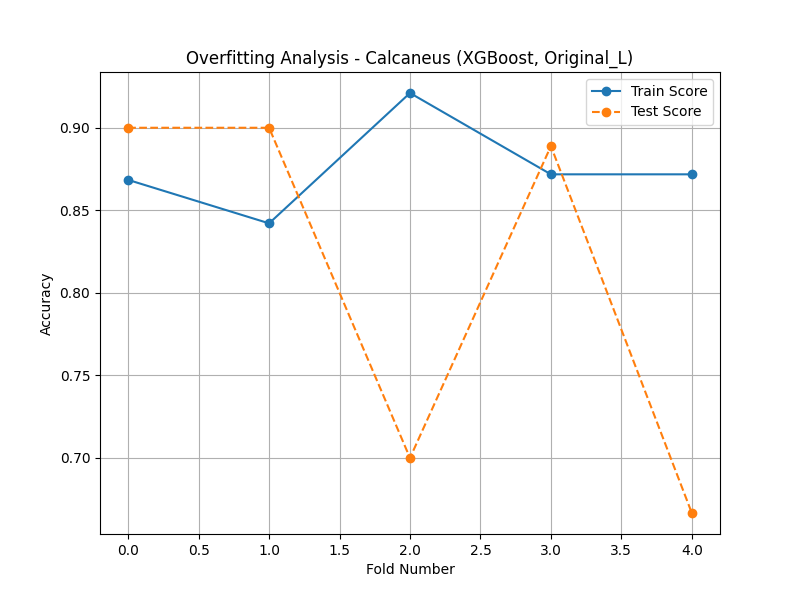 Overfitting Analysis - Calcaneus (XGBoost, Original_L)
Train Score
Test Score
0.90
0.85
0.80
0.75
0.70
Accuracy
0.0 0.5 1.0 1.5 2.0 2.5 3.0 3.5 4.0
Fold Number